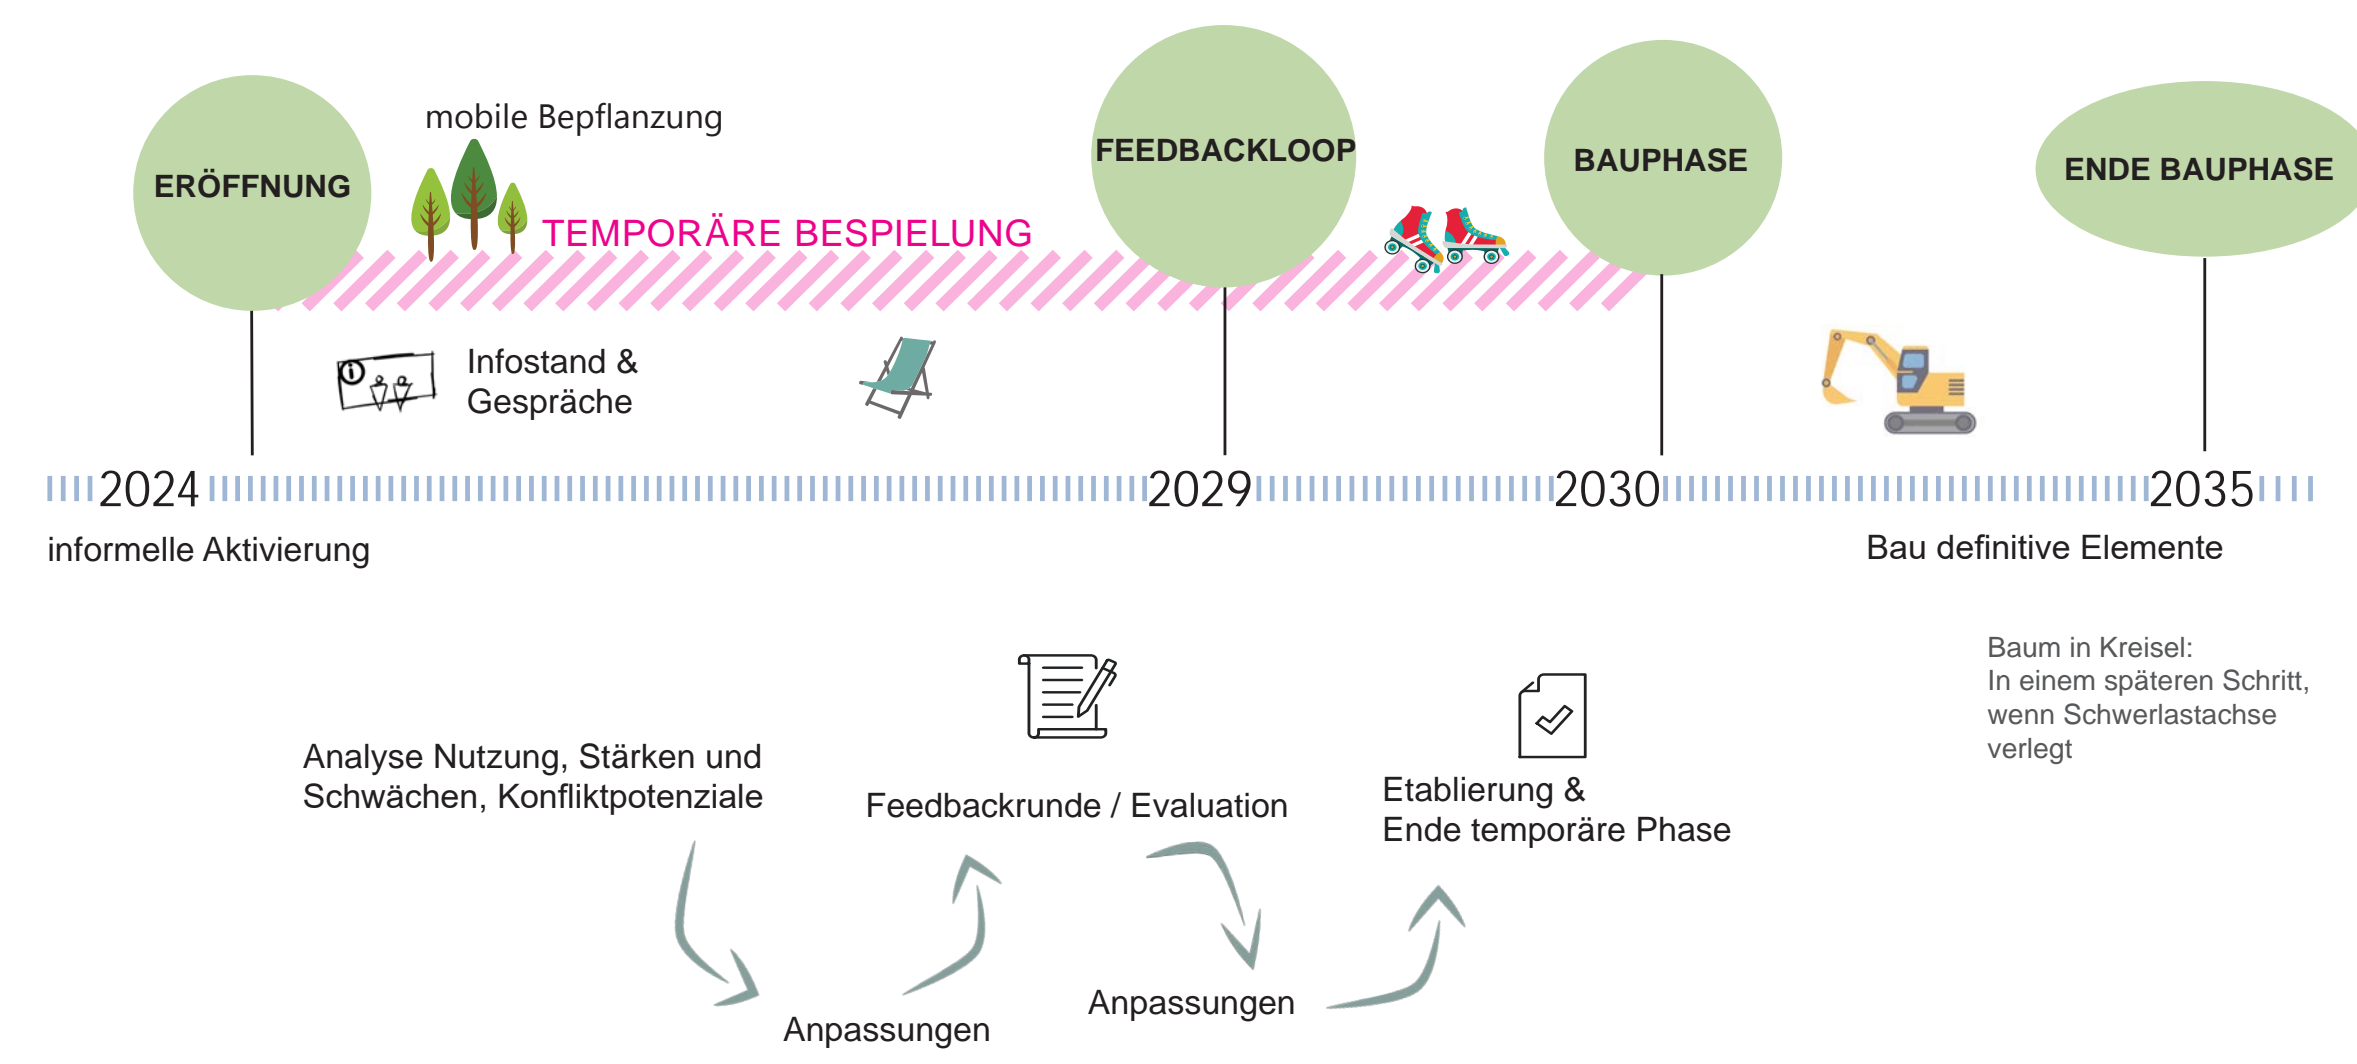 ERÖFFNUNG
mobile Bepflanzung
TEMPORÄRE BESPIELUNG
FEEDBACKLOOP
BAUPHASE
ENDE BAUPHASE
i
Infostand &
Gespräche
2024
2029
2030
2035
informelle Aktivierung
Bau definitive Elemente
Baum in Kreisel:
In einem späteren Schritt,
wenn Schwerlastachse
verlegt
Analyse Nutzung, Stärken und
Schwächen, Konfliktpotenziale
Feedbackrunde / Evaluation
Etablierung &
Ende temporäre Phase
Anpassungen
Anpassungen